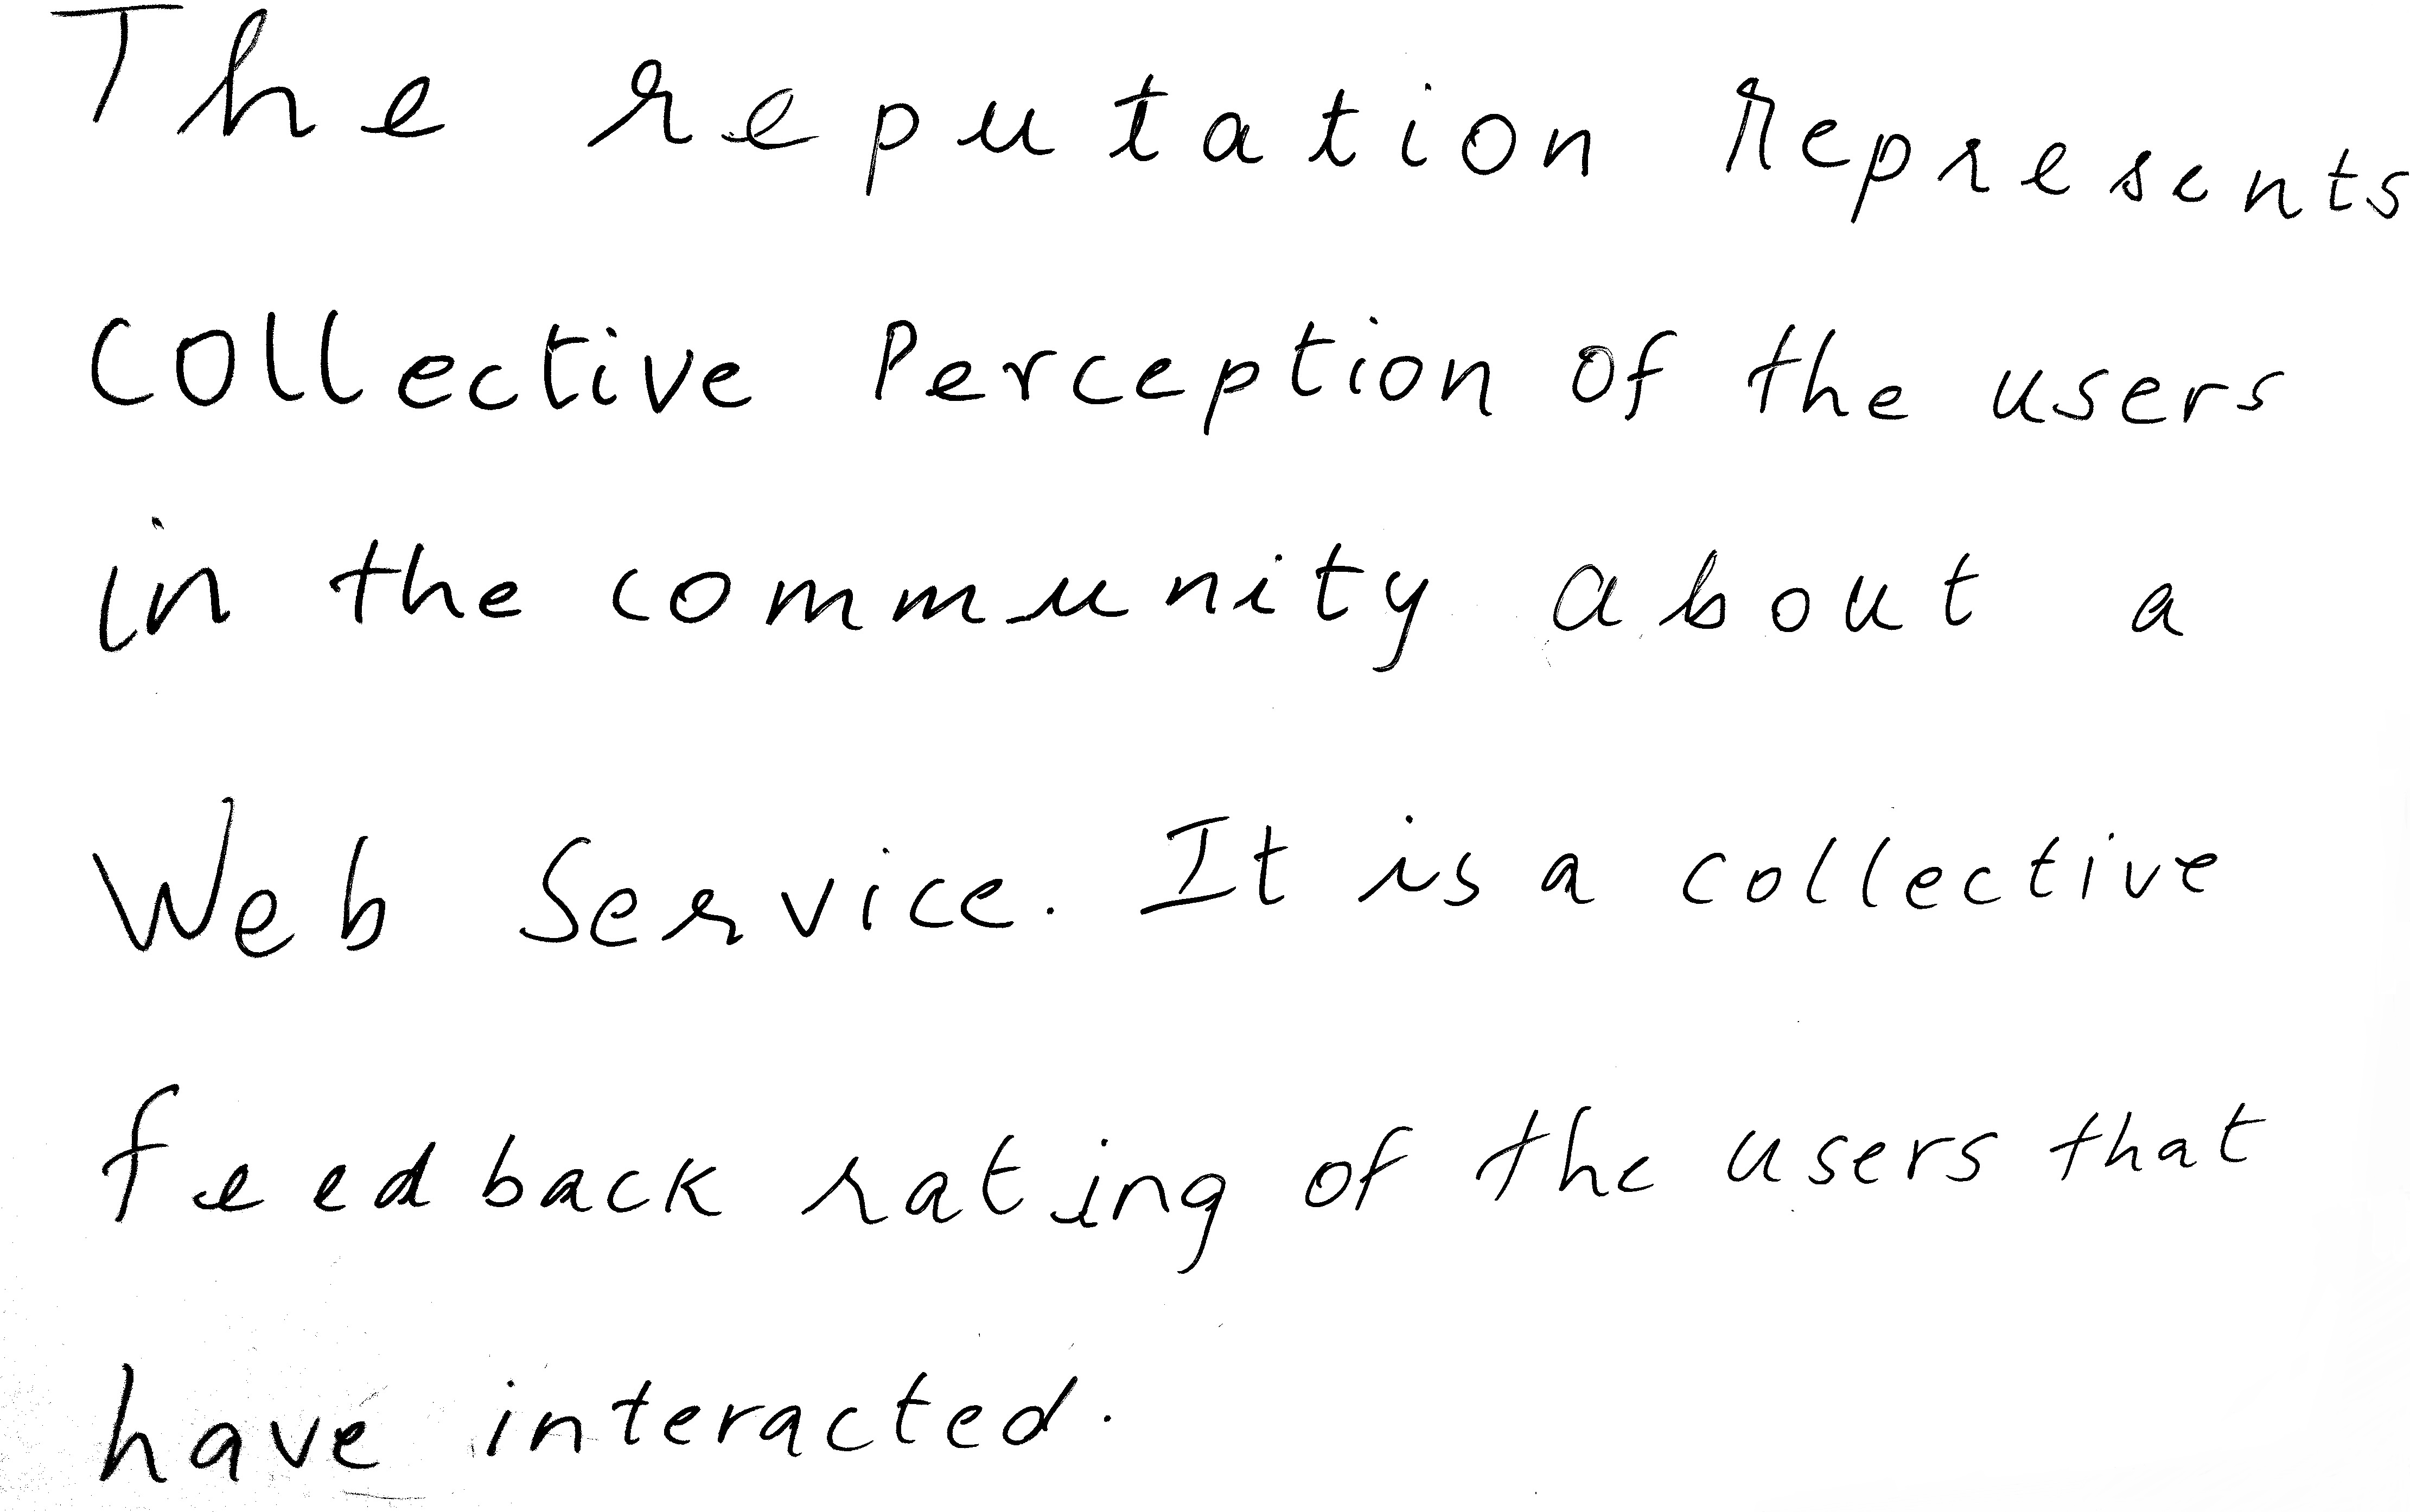 The reputation represents
collective Perception of the users
in the community about a
Web Service. It is a collective
feedback rating of the users that
have interacted.